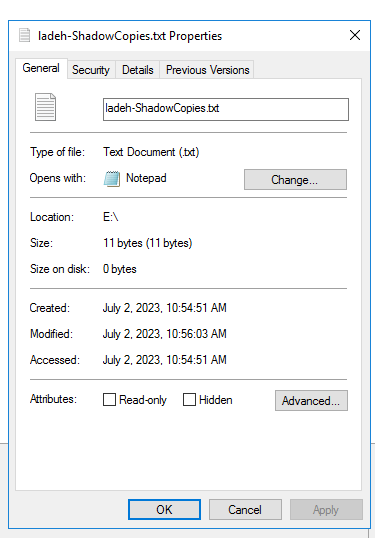 ladeh-ShadowCopies.txt Properties
General Security Details Previous Versions
ladeh-ShadowCopies.txt
Type of file: Text Document (.txt)
Opens with: Notepad Change...
Location: E:\
Size: 11 bytes (11 bytes)
Size on disk: 0 bytes
Created: July 2, 2023, 10:54:51 AM
Modified: July 2, 2023, 10:56:03 AM
Accessed: July 2, 2023, 10:54:51 AM
Attributes: Read-only Hidden Advanced...
OK Cancel Apply